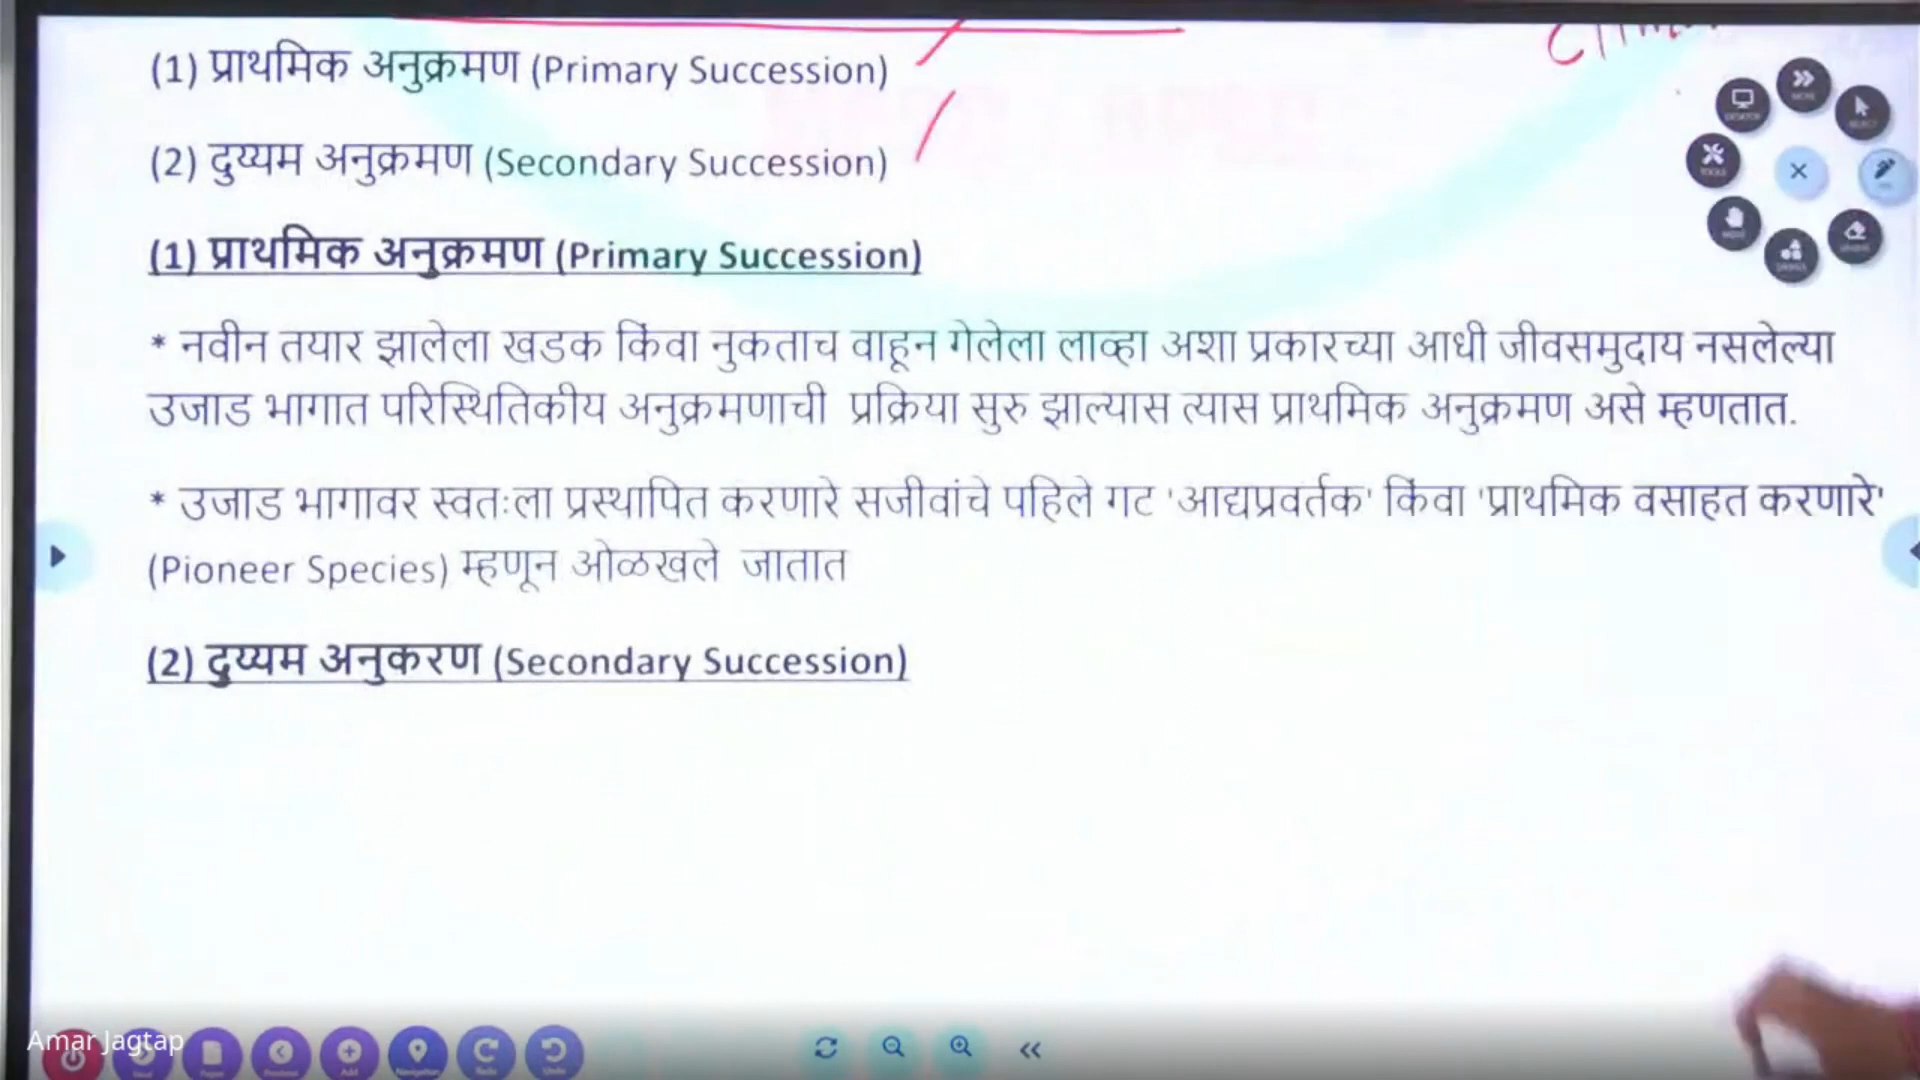 (1) प्राथमिक अनुक्रमण (Primary Succession)
(2) दुय्यम अनुक्रमण (Secondary Succession)
(1) प्राथमिक अनुक्रमण (Primary Succession)
* नवीन तयार झालेला खडक किंवा नुकताच वाहून गेलेला लाव्हा अशा प्रकारच्या आधी जीवसमुदाय नसलेल्या
उजाड भागात परिस्थितिकीय अनुक्रमणाची प्रक्रिया सुरु झाल्यास त्यास प्राथमिक अनुक्रमण असे म्हणतात.
* उजाड भागावर स्वतःला प्रस्थापित करणारे सजीवांचे पहिले गट 'आद्यप्रवर्तक' किंवा 'प्राथमिक वसाहत करणारे'
(Pioneer Species) म्हणून ओळखले जातात
(2) दुय्यम अनुकरण (Secondary Succession)
Amar Jagtap